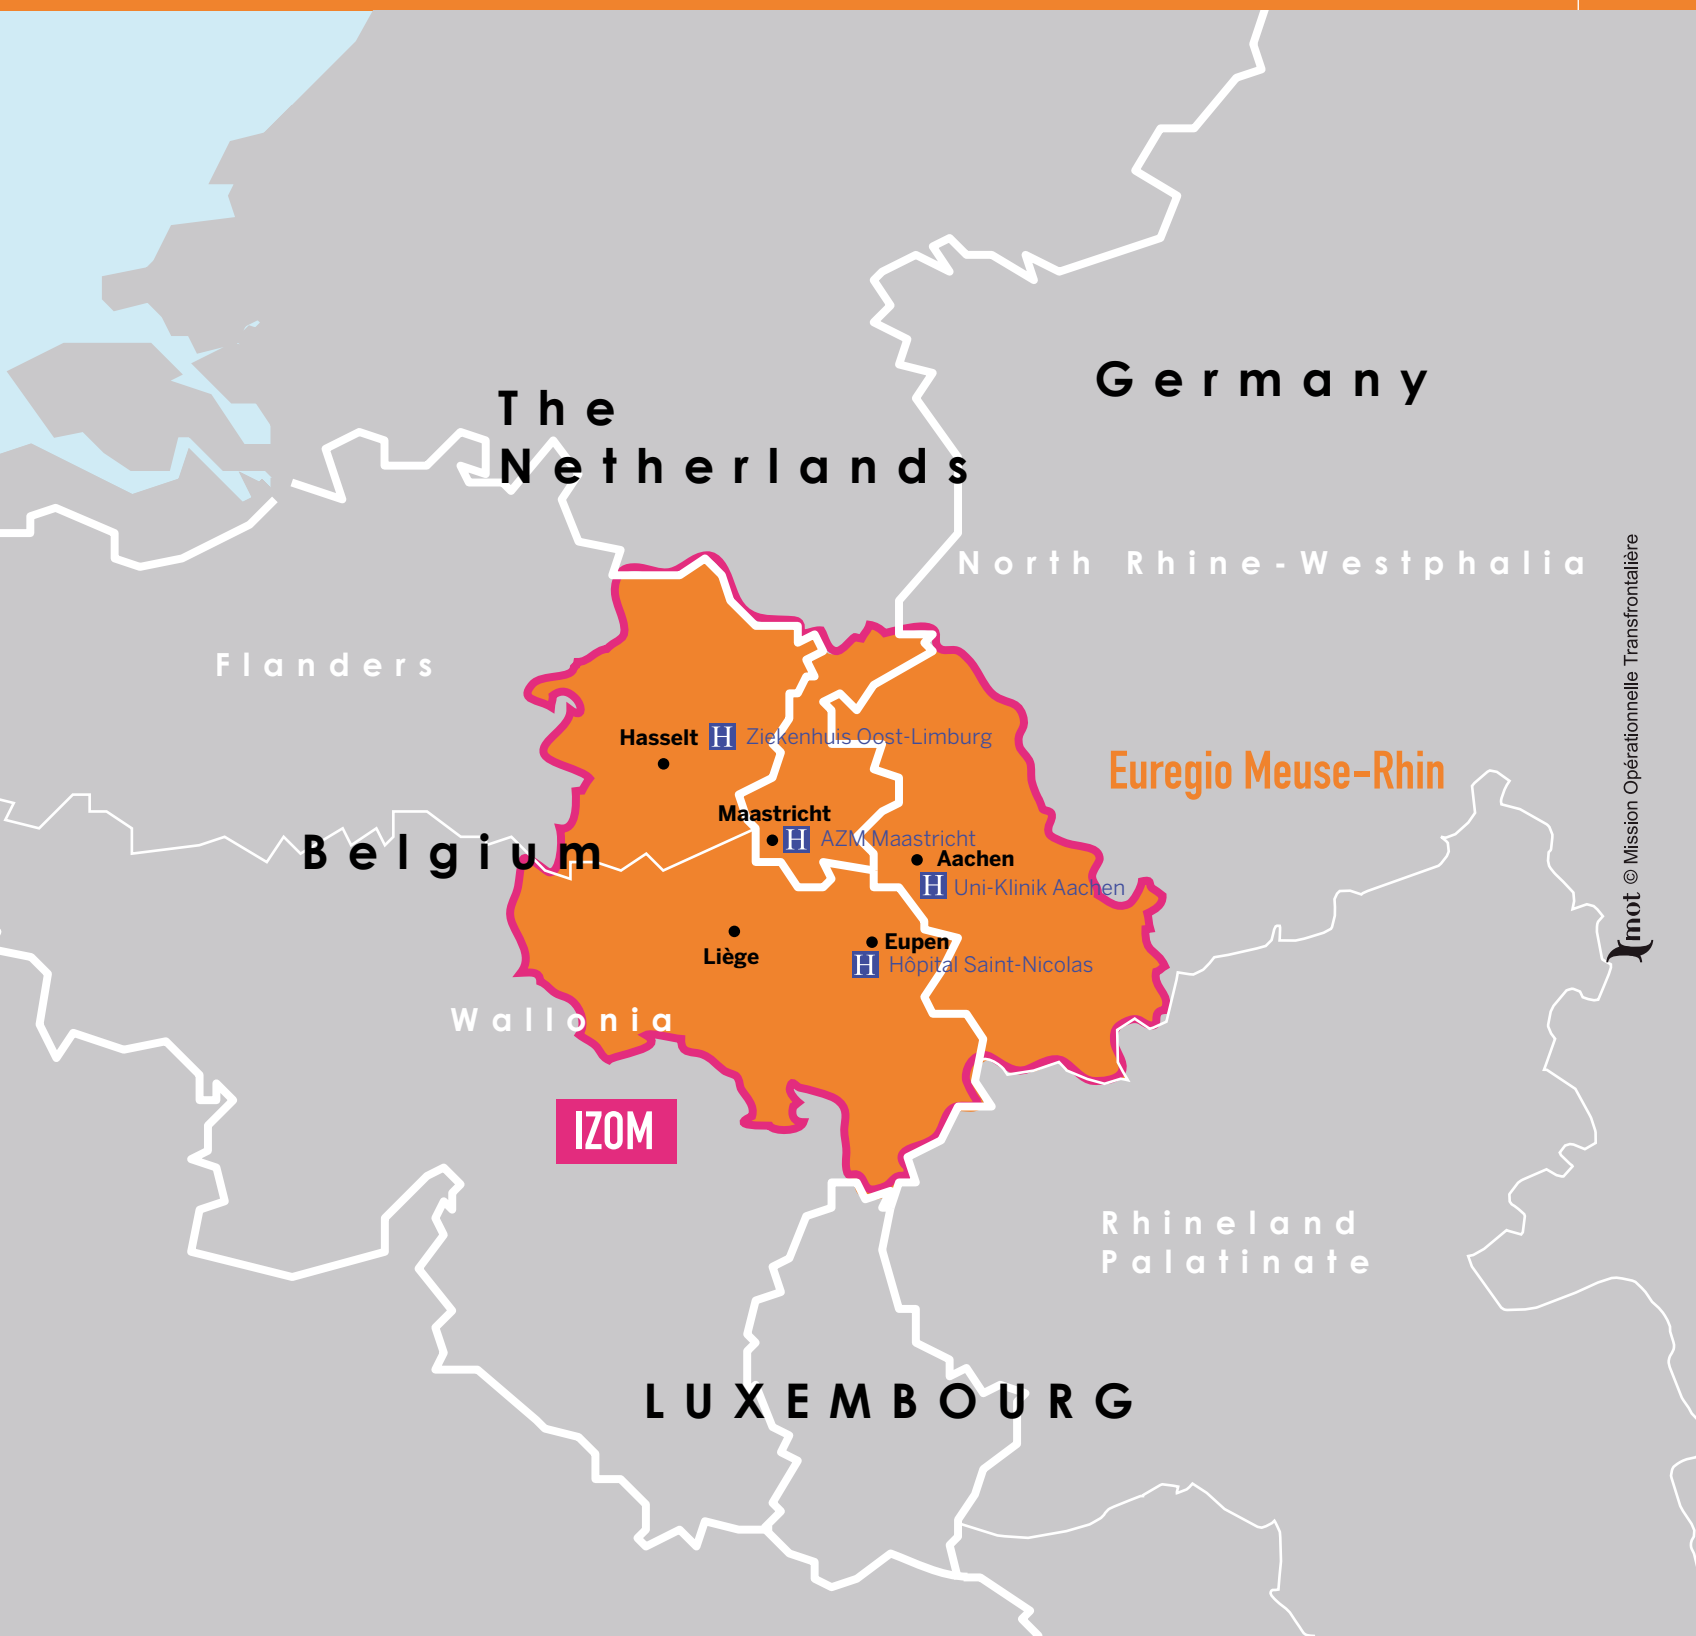 The
Netherlands
Germany
North Rhine-Westphalia
Flanders
Hasselt
H
Ziekenhuis Oost-Limburg
Euregio Meuse-Rhin
Maastricht
H
AZM Maastricht
Belgium
Aachen
H
Uni-Klinik Aachen
Liège
Eupen
H
Hôpital Saint-Nicolas
Wallonia
IZOM
Rhineland
Palatinate
LUXEMBOURG
mot © Mission Opérationnelle Transfrontalière